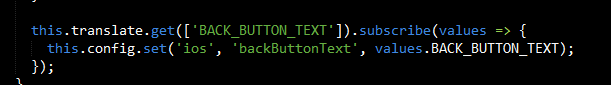 this.translate.get(['BACK_BUTTON_TEXT']).subscribe(values => {
this.config.set('ios', 'backButtonText', values.BACK_BUTTON_TEXT);
});
}